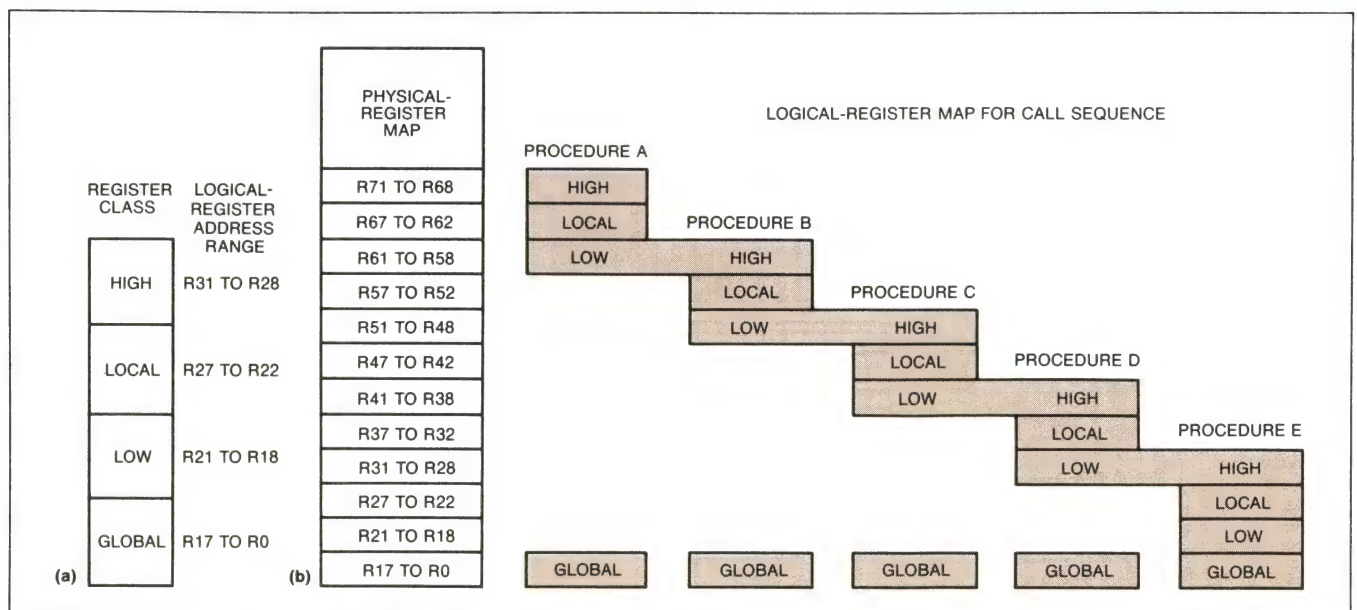 REGISTER
CLASS
LOGICAL-
REGISTER
ADDRESS
RANGE
HIGH
R31 TO R28
LOCAL
R27 TO R22
LOW
R21 TO R18
GLOBAL
R17 TO R0
(a)
PHYSICAL-
REGISTER
MAP
R71 TO R68
R67 TO R62
R61 TO R58
R57 TO R52
R51 TO R48
R47 TO R42
R41 TO R38
R37 TO R32
R31 TO R28
R27 TO R22
R21 TO R18
R17 TO R0
(b)
LOGICAL-REGISTER MAP FOR CALL SEQUENCE
PROCEDURE A
HIGH
LOCAL
LOW
PROCEDURE B
HIGH
LOCAL
LOW
PROCEDURE C
HIGH
LOCAL
LOW
PROCEDURE D
HIGH
LOCAL
LOW
PROCEDURE E
HIGH
LOCAL
LOW
GLOBAL
GLOBAL
GLOBAL
GLOBAL
GLOBAL